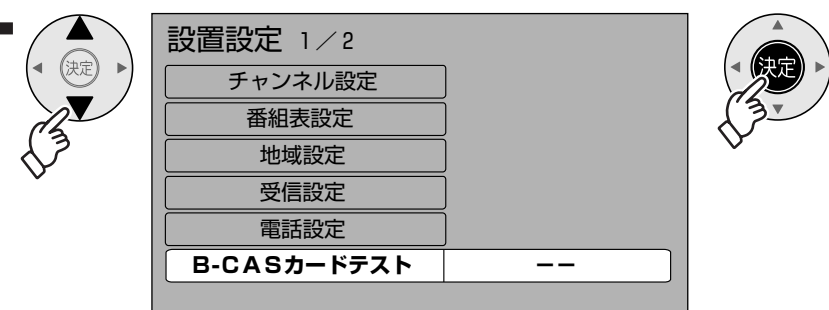 決定
設置設定 1／2
チャンネル設定
番組表設定
地域設定
受信設定
電話設定
B-CASカードテスト －－
決定